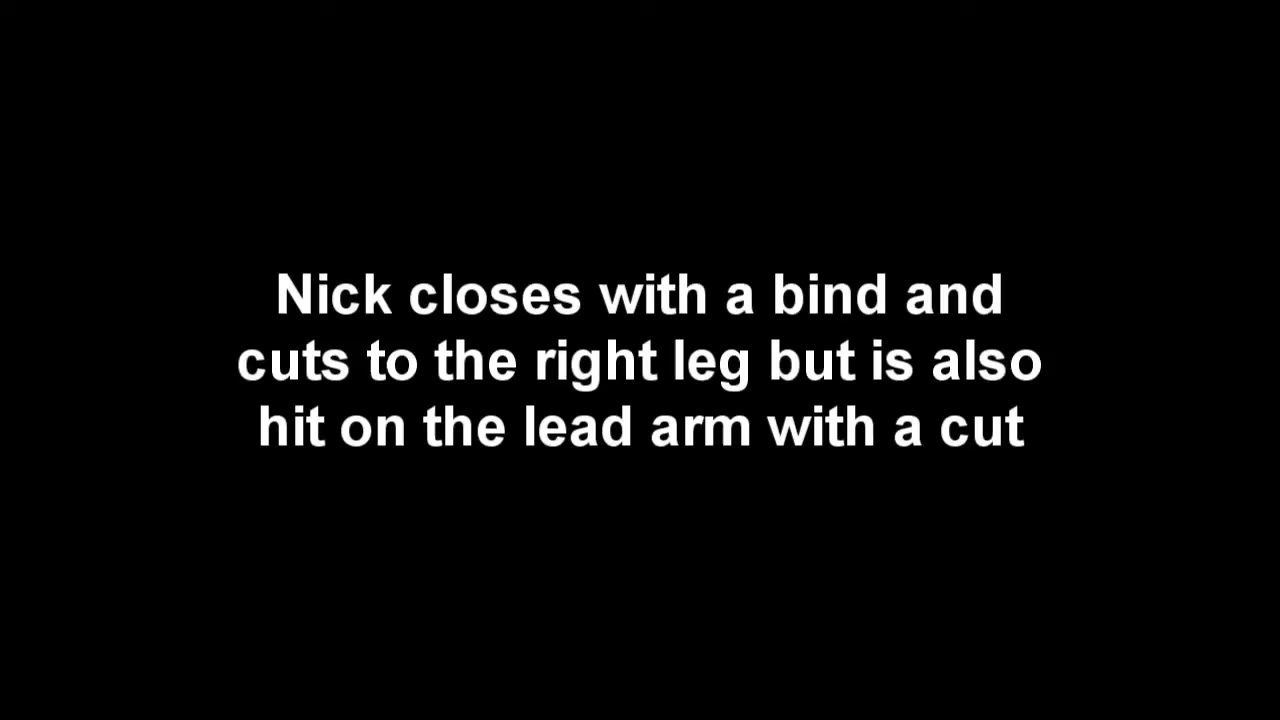 Nick closes with a bind and
cuts to the right leg but is also
hit on the lead arm with a cut